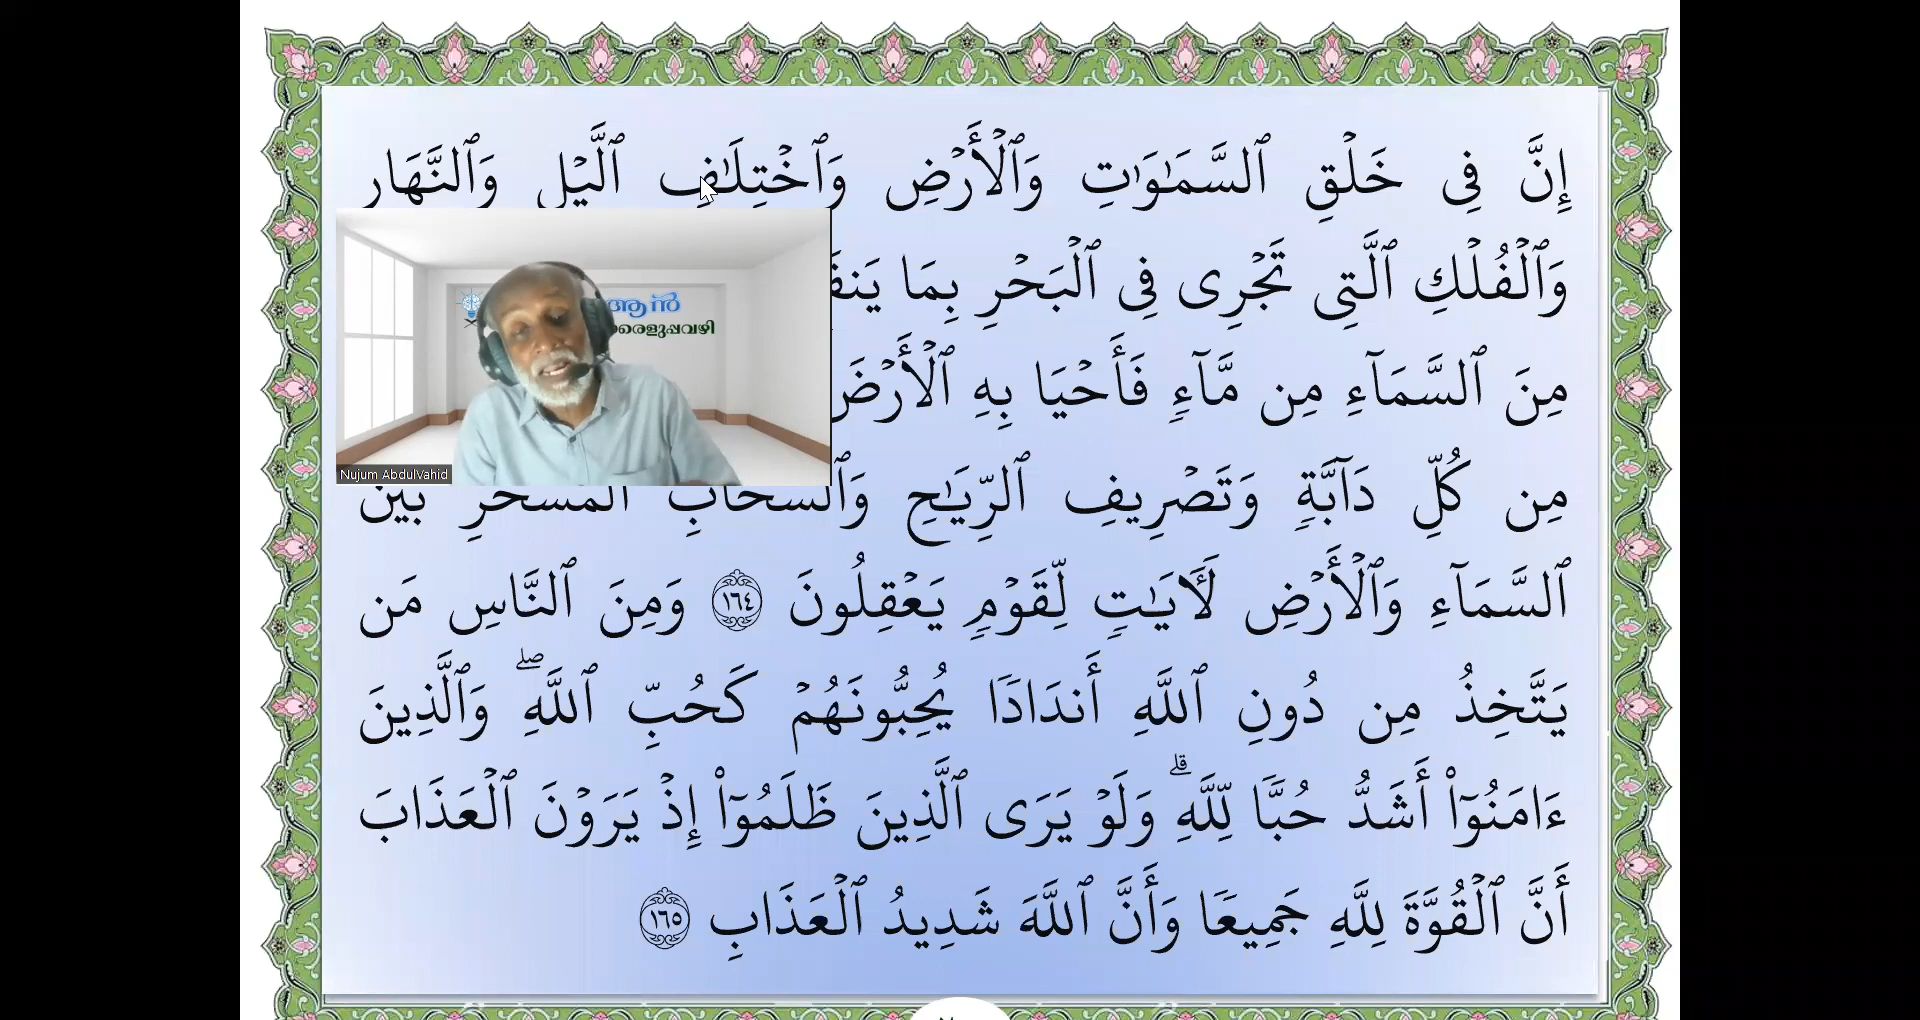 إِنَّ فِى خَلْقِ ٱلسَّمَـٰوَٰتِ وَٱلْأَرْضِ وَٱخْتِلَـٰفِ ٱلَّيْلِ وَٱلنَّهَارِ
وَٱلْفُلْكِ ٱلَّتِى تَجْرِى فِى ٱلْبَحْرِ بِمَا
مِنَ ٱلسَّمَآءِ مِن مَّآءٍ فَأَحْيَا بِهِ ٱلْأَرْضَ
مِن كُلِّ دَآبَّةٍ وَتَصْرِيفِ ٱلرِّيَـٰحِ وَٱلسَّحَابِ ٱلْمُسَخَّرِ بَيْنَ
ٱلسَّمَآءِ وَٱلْأَرْضِ لَـَٔايَـٰتٍ لِّقَوْمٍ يَعْقِلُونَ ١٦٤ وَمِنَ ٱلنَّاسِ مَن
يَتَّخِذُ مِن دُونِ ٱللَّهِ أَندَادًا يُحِبُّونَهُمْ كَحُبِّ ٱللَّهِ ۖ وَٱلَّذِينَ
ءَامَنُوٓا۟ أَشَدُّ حُبًّا لِّلَّهِ ۗ وَلَوْ يَرَى ٱلَّذِينَ ظَلَمُوٓا۟ إِذْ يَرَوْنَ ٱلْعَذَابَ
أَنَّ ٱلْقُوَّةَ لِلَّهِ جَمِيعًا وَأَنَّ ٱللَّهَ شَدِيدُ ٱلْعَذَابِ ١٦٥
Nujum AbdulVahid